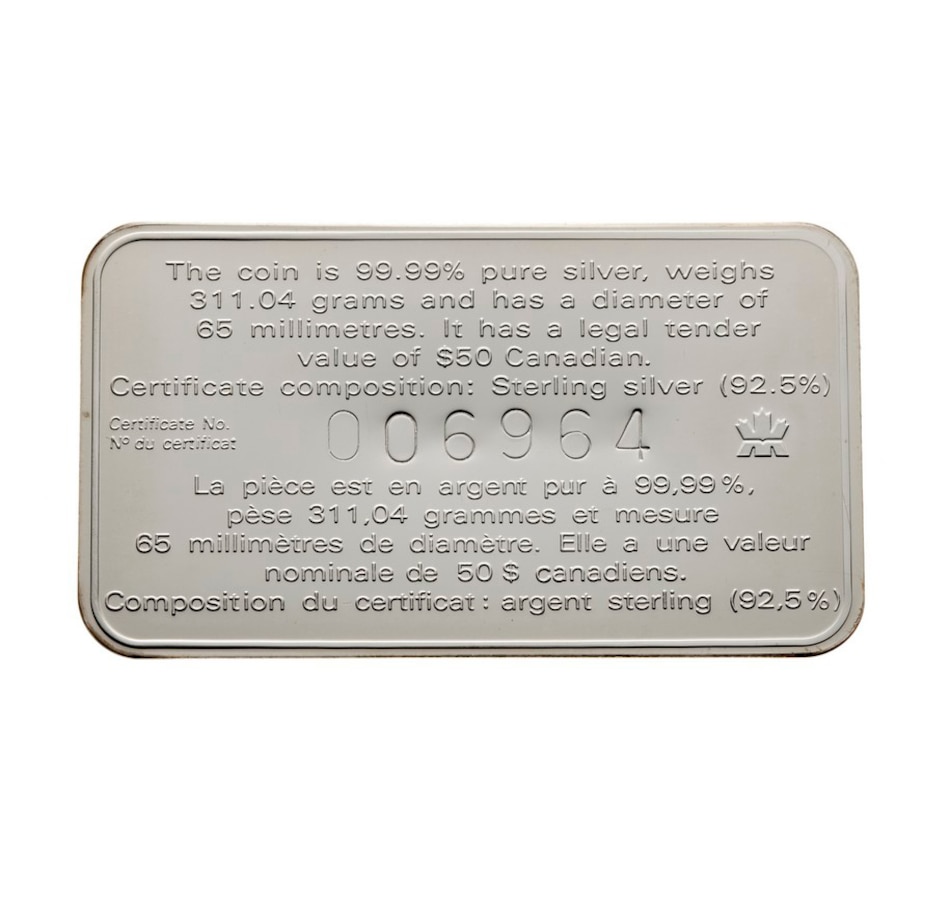 The coin is 99.99% pure silver, weighs
311.04 grams and has a diameter of
65 millimetres. It has a legal tender
value of $50 Canadian.
Certificate composition: Sterling silver (92.5%)
Certificate No.
Nº du certificat
006964
La pièce est en argent pur à 99,99%,
pèse 311,04 grammes et mesure
65 millimètres de diamètre. Elle a une valeur
nominale de 50 $ canadiens.
Composition du certificat : argent sterling (92,5%)